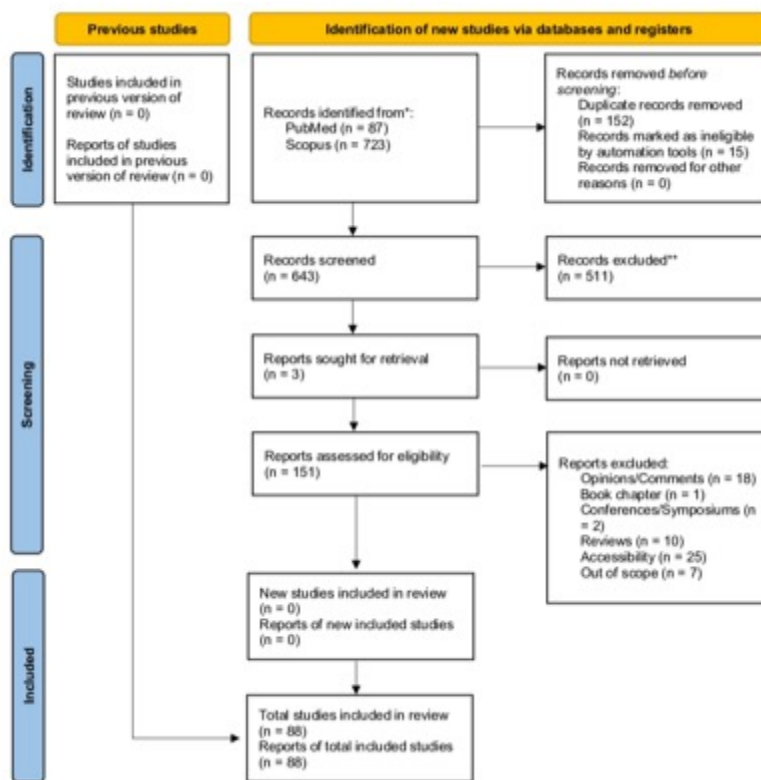 Previous studies
Identification of new studies via databases and registers
Identification
Studies included in
previous version of
review (n = 0)
Reports of studies
included in previous
version of review (n = 0)
Records identified from*:
PubMed (n = 87)
Scopus (n = 723)
Records removed before
screening:
Duplicate records removed
(n = 152)
Records marked as ineligible
by automation tools (n = 15)
Records removed for other
reasons (n = 0)
Screening
Records screened
(n = 643)
Records excluded**
(n = 511)
Reports sought for retrieval
(n = 3)
Reports not retrieved
(n = 0)
Reports assessed for eligibility
(n = 151)
Reports excluded:
Opinions/Comments (n = 18)
Book chapter (n = 1)
Conferences/Symposiums (n
= 2)
Reviews (n = 10)
Accessibility (n = 25)
Out of scope (n = 7)
Included
New studies included in review
(n = 0)
Reports of new included studies
(n = 0)
Total studies included in review
(n = 88)
Reports of total included studies
(n = 88)